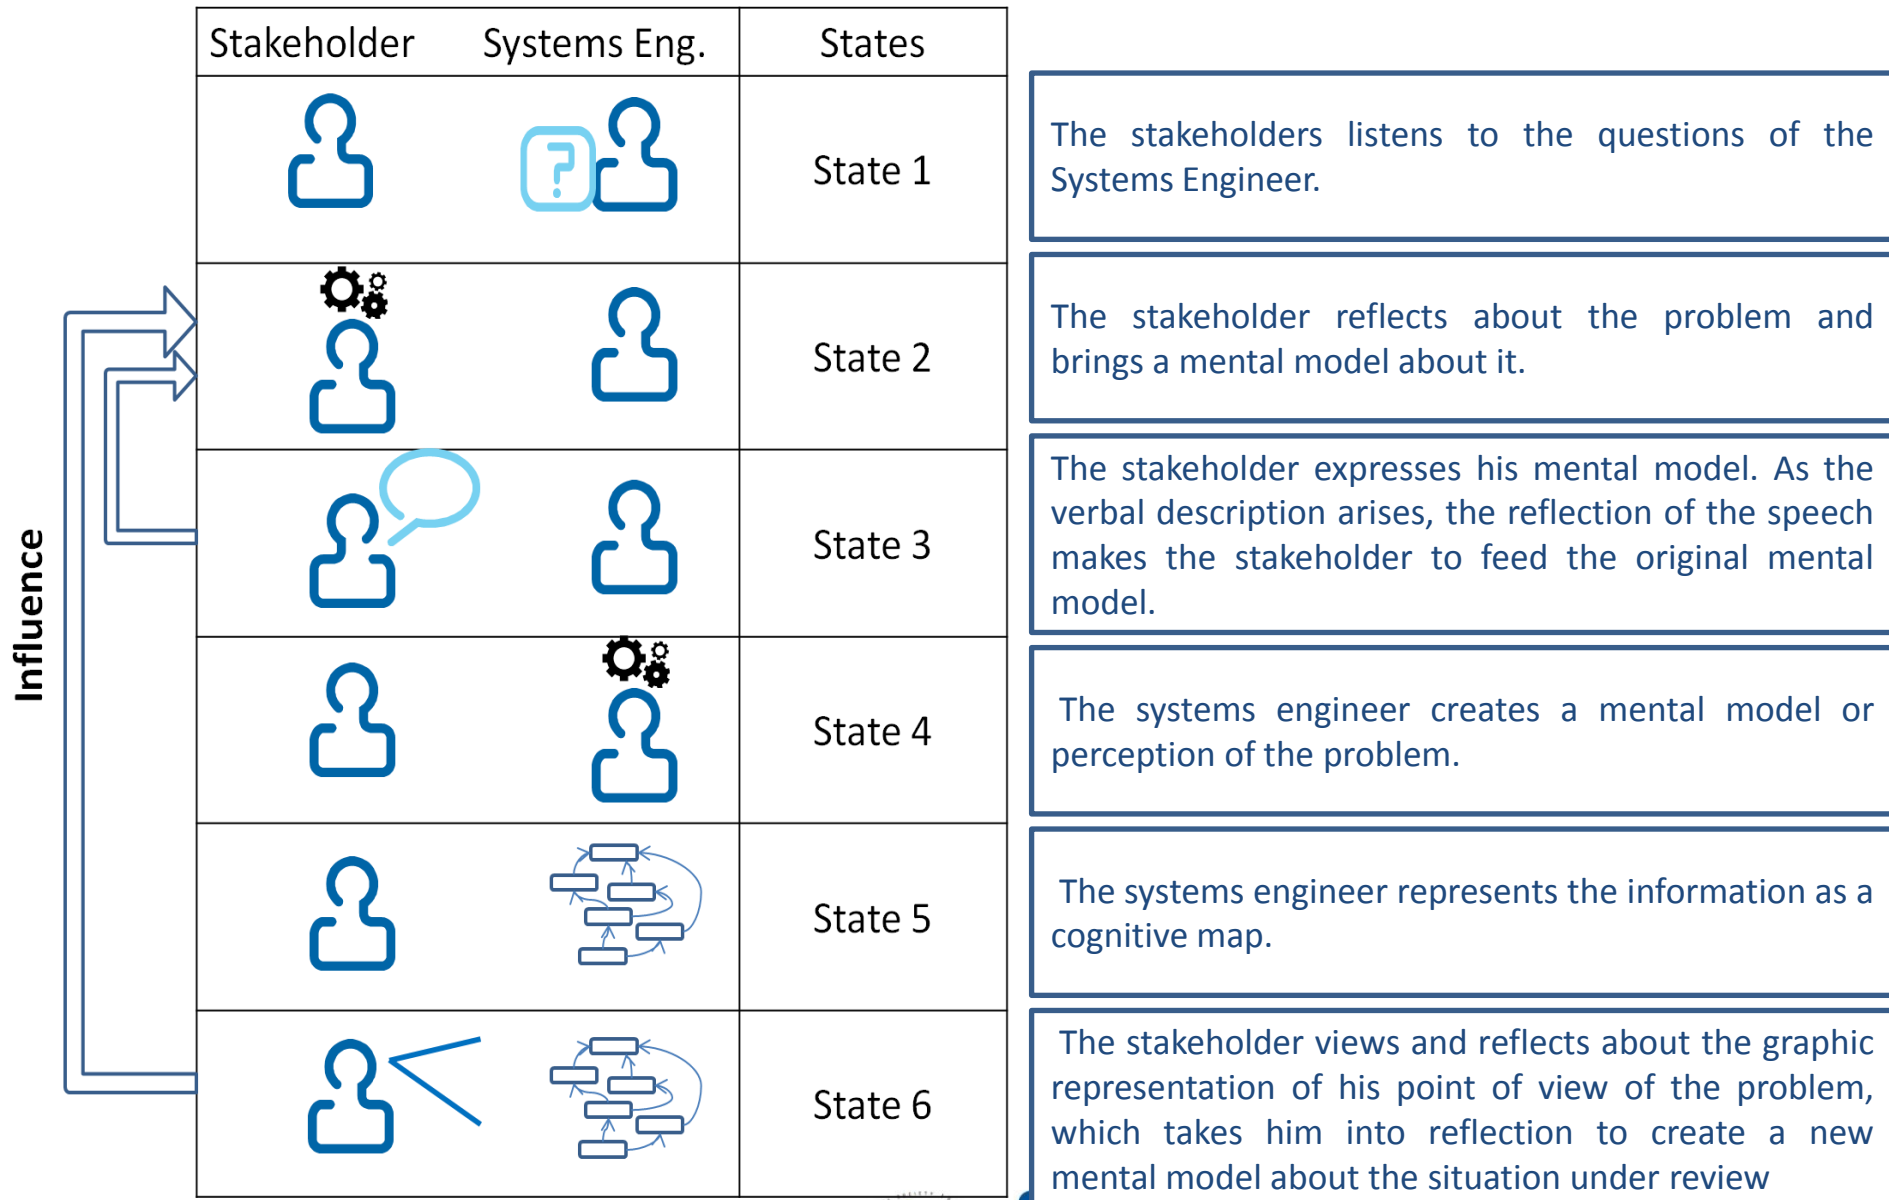 Stakeholder Systems Eng. States
State 1
The stakeholders listens to the questions of the
Systems Engineer.
State 2
The stakeholder reflects about the problem and
brings a mental model about it.
State 3
The stakeholder expresses his mental model. As the
verbal description arises, the reflection of the speech
makes the stakeholder to feed the original mental
model.
Influence
State 4
The systems engineer creates a mental model or
perception of the problem.
State 5
The systems engineer represents the information as a
cognitive map.
State 6
The stakeholder views and reflects about the graphic
representation of his point of view of the problem,
which takes him into reflection to create a new
mental model about the situation under review
?